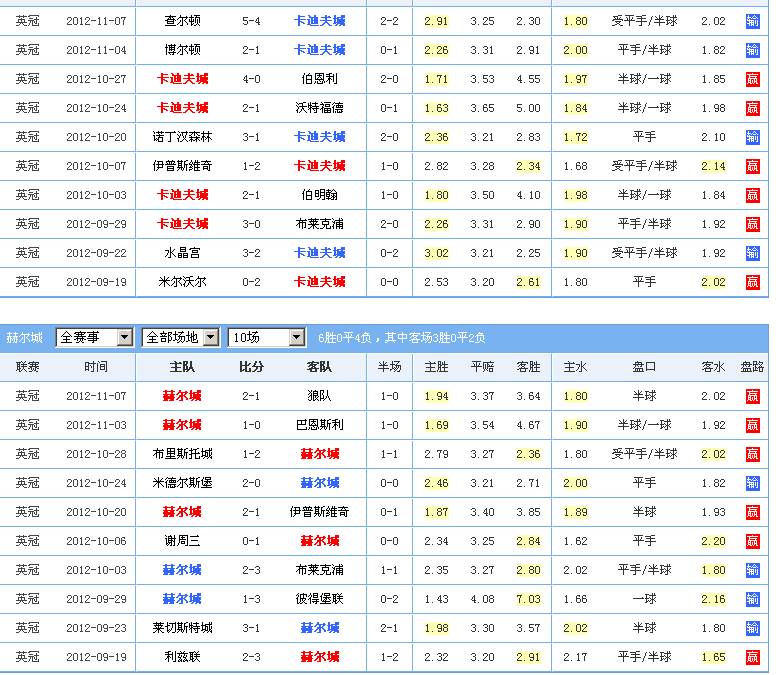 英冠 2012-11-07 查尔顿 5-4 卡迪夫城 2-2 2.91 3.25 2.30 1.80 受平手/半球 2.02 输
英冠 2012-11-04 博尔顿 2-1 卡迪夫城 0-1 2.26 3.31 2.91 2.00 平手/半球 1.82 输
英冠 2012-10-27 卡迪夫城 4-0 伯恩利 2-0 1.71 3.53 4.55 1.97 半球/一球 1.85 赢
英冠 2012-10-24 卡迪夫城 2-1 沃特福德 0-1 1.63 3.65 5.00 1.84 半球/一球 1.98 赢
英冠 2012-10-20 诺丁汉森林 3-1 卡迪夫城 2-0 2.36 3.21 2.83 1.72 平手 2.10 输
英冠 2012-10-07 伊普斯维奇 1-2 卡迪夫城 1-0 2.82 3.28 2.34 1.68 受平手/半球 2.14 赢
英冠 2012-10-03 卡迪夫城 2-1 伯明翰 1-0 1.80 3.50 4.10 1.98 半球/一球 1.84 赢
英冠 2012-09-29 卡迪夫城 3-0 布莱克浦 2-0 2.26 3.31 2.90 1.90 平手/半球 1.92 赢
英冠 2012-09-22 水晶宫 3-2 卡迪夫城 0-2 3.02 3.21 2.25 1.90 受平手/半球 1.92 输
英冠 2012-09-19 米尔沃尔 0-2 卡迪夫城 0-0 2.53 3.20 2.61 1.80 平手 2.02 赢
赫尔城 全赛事 全部场地 10场 6胜0平4负，其中客场3胜0平2负
联赛 时间 主队 比分 客队 半场 主胜 平赔 客胜 主水 盘口 客水 盘路
英冠 2012-11-07 赫尔城 2-1 狼队 1-0 1.94 3.37 3.64 1.80 半球 2.02 赢
英冠 2012-11-03 赫尔城 1-0 巴恩斯利 1-0 1.69 3.54 4.67 1.90 半球/一球 1.92 赢
英冠 2012-10-28 布里斯托城 1-2 赫尔城 1-1 2.79 3.27 2.36 1.80 受平手/半球 2.02 赢
英冠 2012-10-24 米德尔斯堡 2-0 赫尔城 0-0 2.46 3.21 2.71 2.00 平手 1.82 输
英冠 2012-10-20 赫尔城 2-1 伊普斯维奇 0-1 1.87 3.40 3.85 1.89 半球 1.93 赢
英冠 2012-10-06 谢周三 0-1 赫尔城 0-0 2.34 3.25 2.84 1.62 平手 2.20 赢
英冠 2012-10-03 赫尔城 2-3 布莱克浦 1-1 2.35 3.27 2.80 2.02 平手/半球 1.80 输
英冠 2012-09-29 赫尔城 1-3 彼得堡联 0-2 1.43 4.08 7.03 1.66 一球 2.16 输
英冠 2012-09-23 莱切斯特城 3-1 赫尔城 2-1 1.98 3.30 3.57 2.02 半球 1.80 输
英冠 2012-09-19 利兹联 2-3 赫尔城 1-2 2.32 3.20 2.91 2.17 平手/半球 1.65 赢